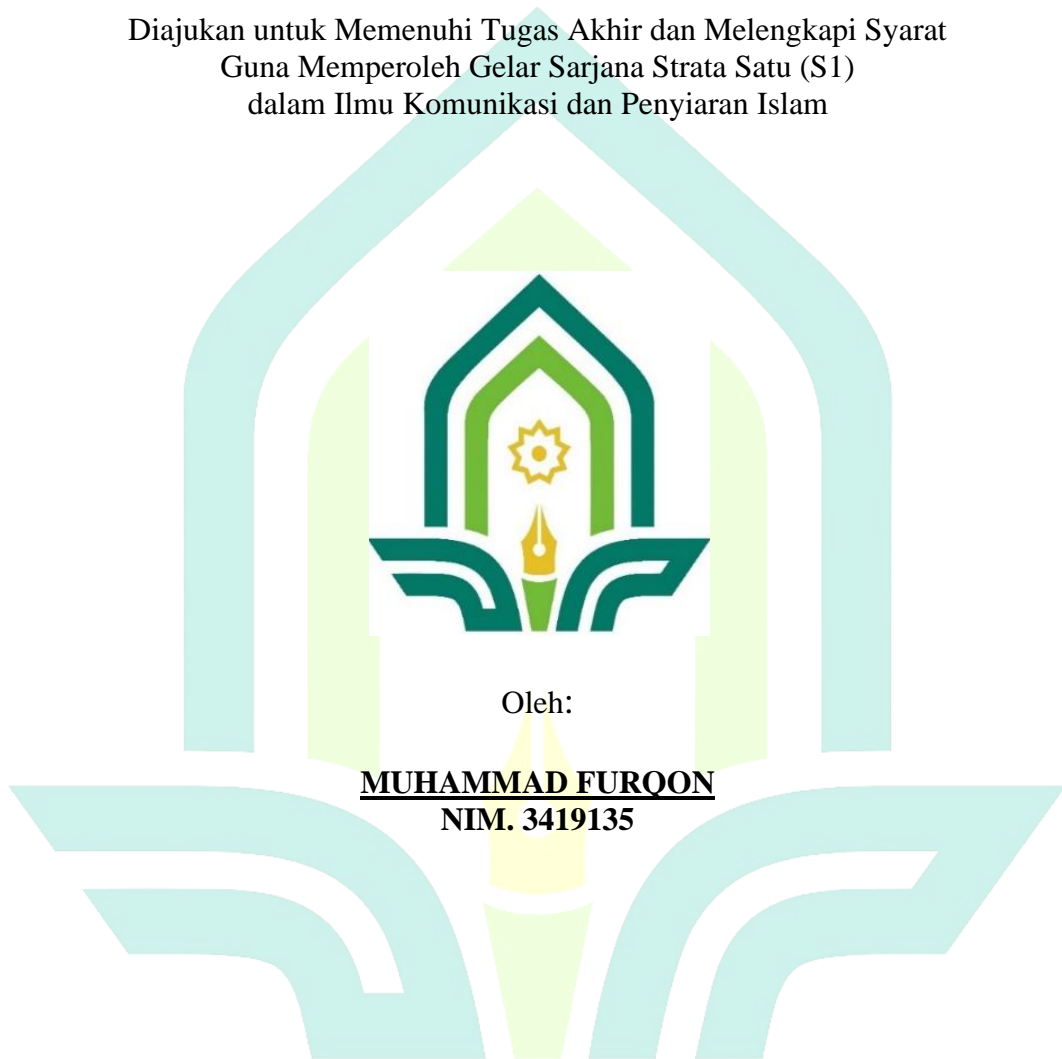 Diajukan untuk Memenuhi Tugas Akhir dan Melengkapi Syarat
Guna Memperoleh Gelar Sarjana Strata Satu (S1)
dalam Ilmu Komunikasi dan Penyiaran Islam
Oleh:
MUHAMMAD FURQON
NIM. 3419135